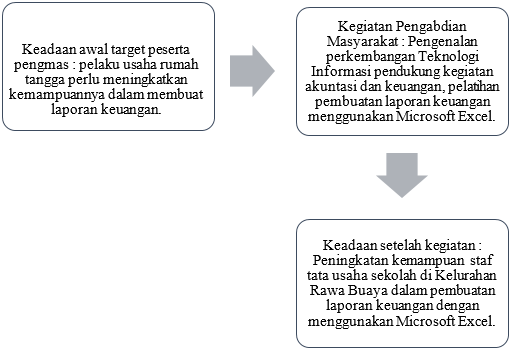 Keadaan awal target peserta
pengmas : pelaku usaha rumah
tangga perlu meningkatkan
kemampuannya dalam membuat
laporan keuangan.
Kegiatan Pengabdian
Masyarakat : Pengenalan
perkembangan Teknologi
Informasi pendukung kegiatan
akuntasi dan keuangan, pelatihan
pembuatan laporan keuangan
menggunakan Microsoft Excel.
Keadaan setelah kegiatan :
Peningkatan kemampuan staf
tata usaha sekolah di Kelurahan
Rawa Buaya dalam pembuatan
laporan keuangan dengan
menggunakan Microsoft Excel.